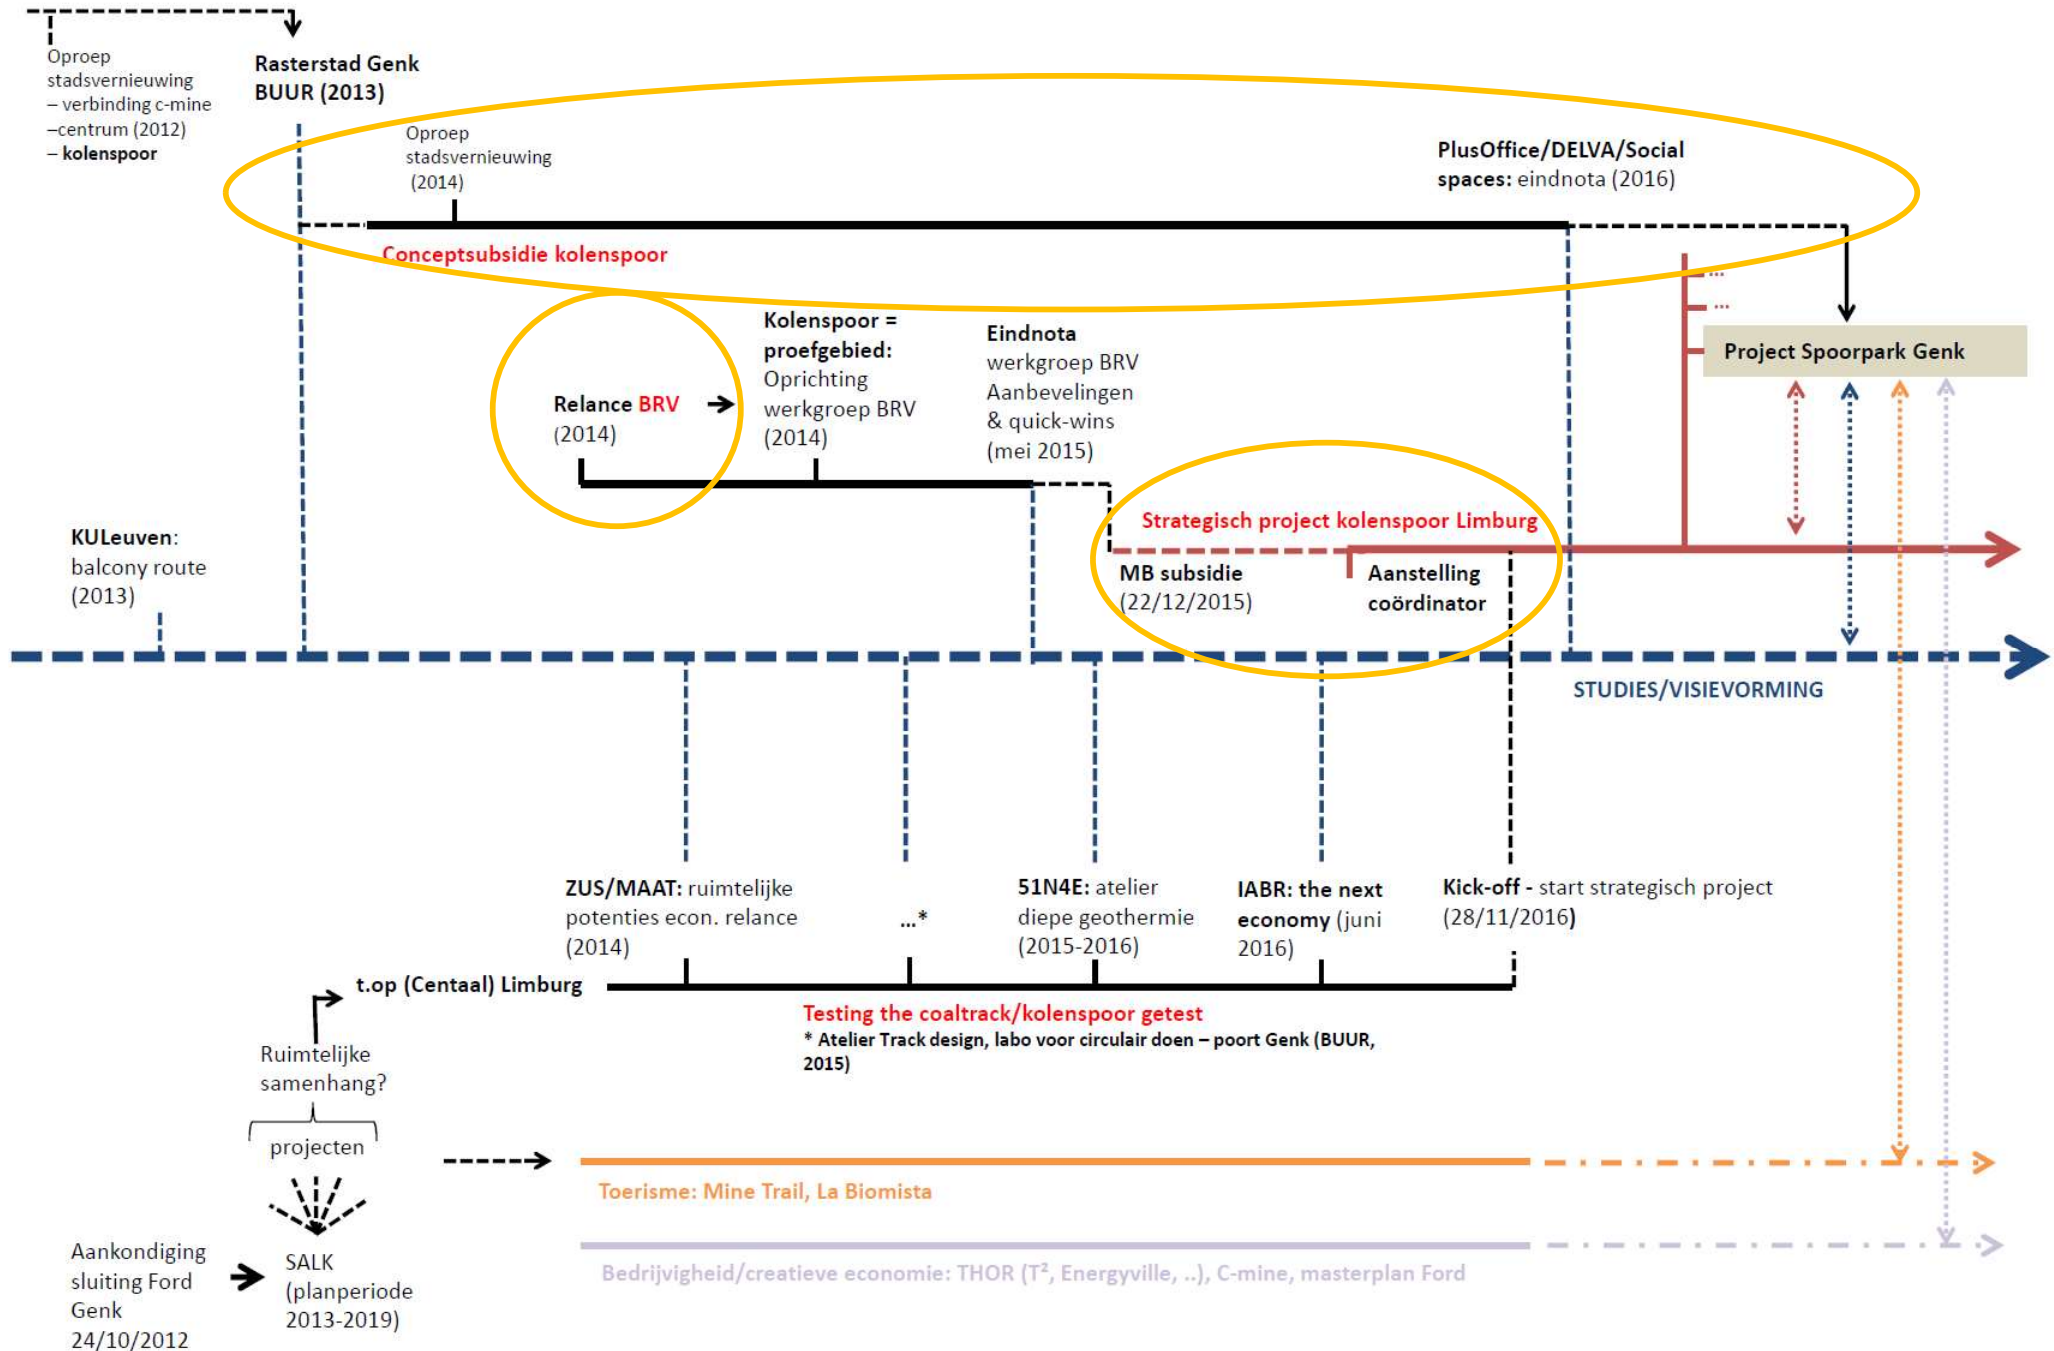 Oproep
stadsvernieuwing
– verbinding c-mine
–centrum (2012)
– kolenspoor
Rasterstad Genk
BUUR (2013)
Oproep
stadsvernieuwing
(2014)
PlusOffice/DELVA/Social
spaces: eindnota (2016)
Conceptsubsidie kolenspoor
...
...
Project Spoorpark Genk
Relance BRV
(2014)
Kolenspoor =
proefgebied:
Oprichting
werkgroep BRV
(2014)
Eindnota
werkgroep BRV
Aanbevelingen
& quick-wins
(mei 2015)
Strategisch project kolenspoor Limburg
MB subsidie
(22/12/2015)
Aanstelling
coördinator
KULeuven:
balcony route
(2013)
STUDIES/VISIEVORMING
ZUS/MAAT: ruimtelijke
potenties econ. relance
(2014)
...*
51N4E: atelier
diepe geothermie
(2015-2016)
IABR: the next
economy (juni
2016)
Kick-off - start strategisch project
(28/11/2016)
t.op (Centaal) Limburg
Testing the coaltrack/kolenspoor getest
* Atelier Track design, labo voor circulair doen – poort Genk (BUUR,
2015)
Ruimtelijke
samenhang?
projecten
Toerisme: Mine Trail, La Biomista
Aankondiging
sluiting Ford
Genk
24/10/2012
SALK
(planperiode
2013-2019)
Bedrijvigheid/creatieve economie: THOR (T², Energyville, ..), C-mine, masterplan Ford